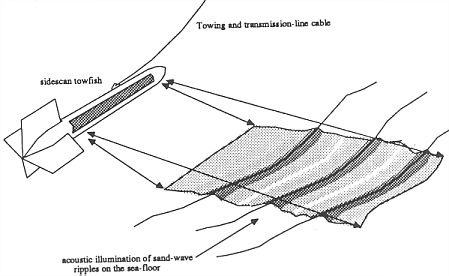 Towing and transmission-line cable
sidescan towfish
acoustic illumination of sand-wave
ripples on the sea-floor